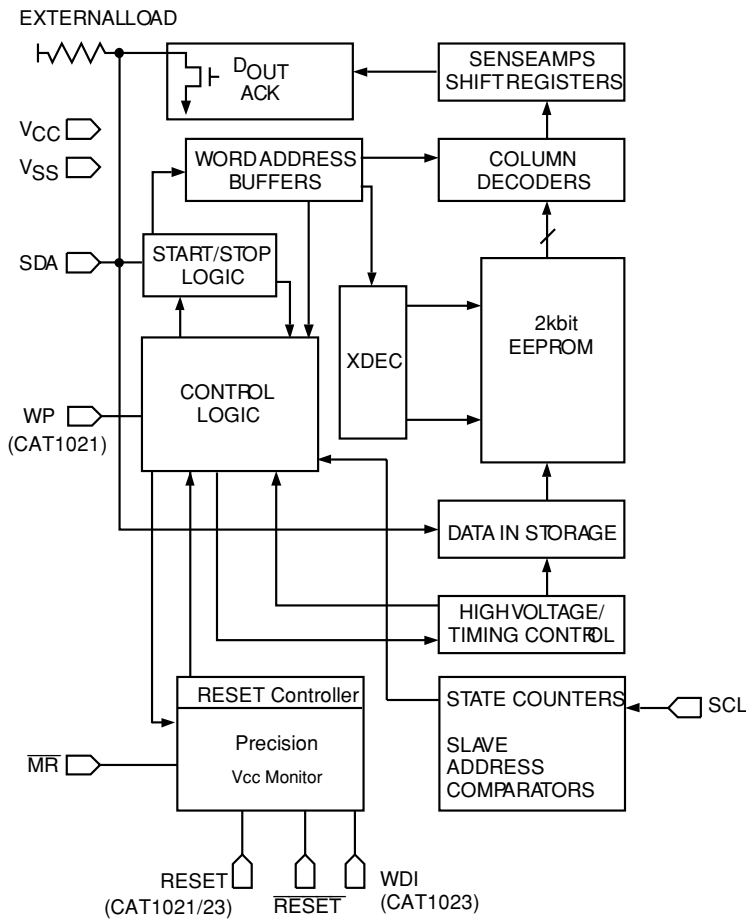 EXTERNALLOAD
DOUT
ACK
SENSEAMPS
SHIFTREGISTERS
VCC
VSS
WORDADDRESS
BUFFERS
COLUMN
DECODERS
SDA
START/STOP
LOGIC
XDEC
2kbit
EEPROM
WP
(CAT1021)
CONTROL
LOGIC
DATA IN STORAGE
HIGHVOLTAGE/
TIMING CONTROL
RESET Controller
Precision
Vcc Monitor
STATE COUNTERS
SLAVE
ADDRESS
COMPARATORS
SCL
MR
RESET
(CAT1021/23)
RESET
WDI
(CAT1023)